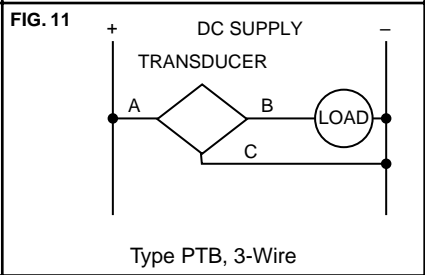 FIG. 11
+ DC SUPPLY –
TRANSDUCER
A B LOAD
C
Type PTB, 3-Wire